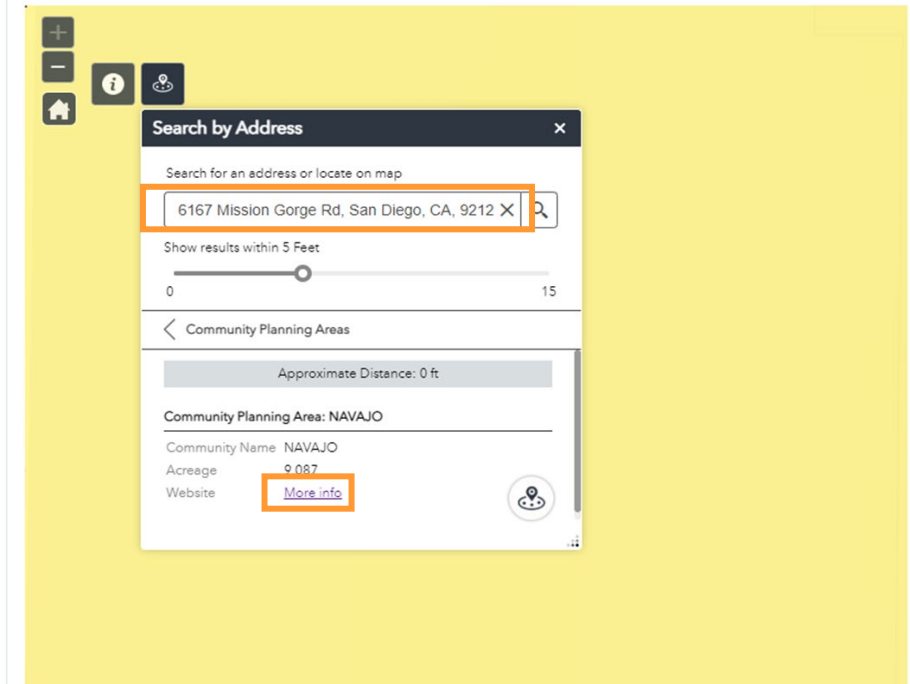 Search by Address
Search for an address or locate on map
6167 Mission Gorge Rd, San Diego, CA, 9212
Show results within 5 Feet
0 15
Community Planning Areas
Approximate Distance: 0 ft
Community Planning Area: NAVAJO
Community Name NAVAJO
Acreage 9,087
Website More info